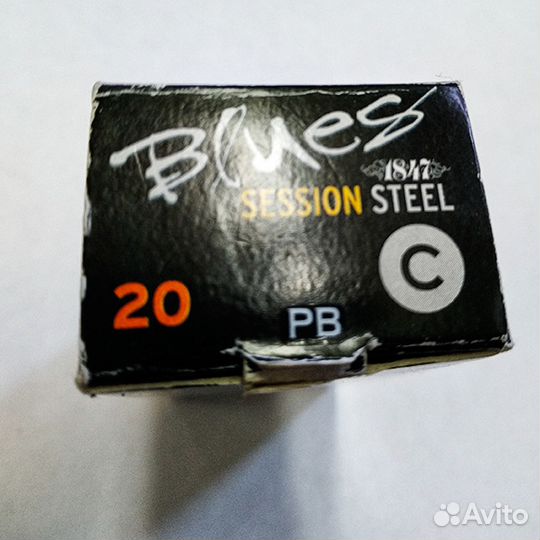 Blues
1847
SESSION STEEL
C
20
PB
Avito